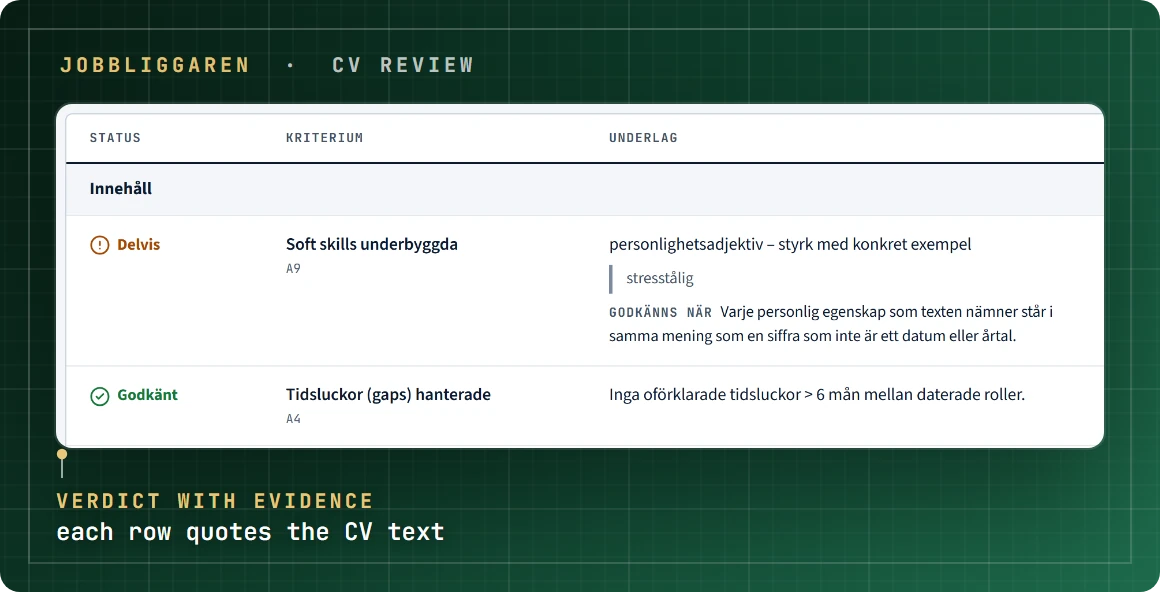 JOBBLIGGAREN · CV REVIEW
STATUS KRITERIUM UNDERLAG
Innehåll
Delvis Soft skills underbyggda personlighetsadjektiv – styrk med konkret exempel
A9
stresstålig
GODKÄNNS NÄR Varje personlig egenskap som texten nämner står i
samma mening som en siffra som inte är ett datum eller årtal.
Godkänt Tidsluckor (gaps) hanterade Inga oförklarade tidsluckor > 6 mån mellan daterade roller.
A4
VERDICT WITH EVIDENCE
each row quotes the CV text